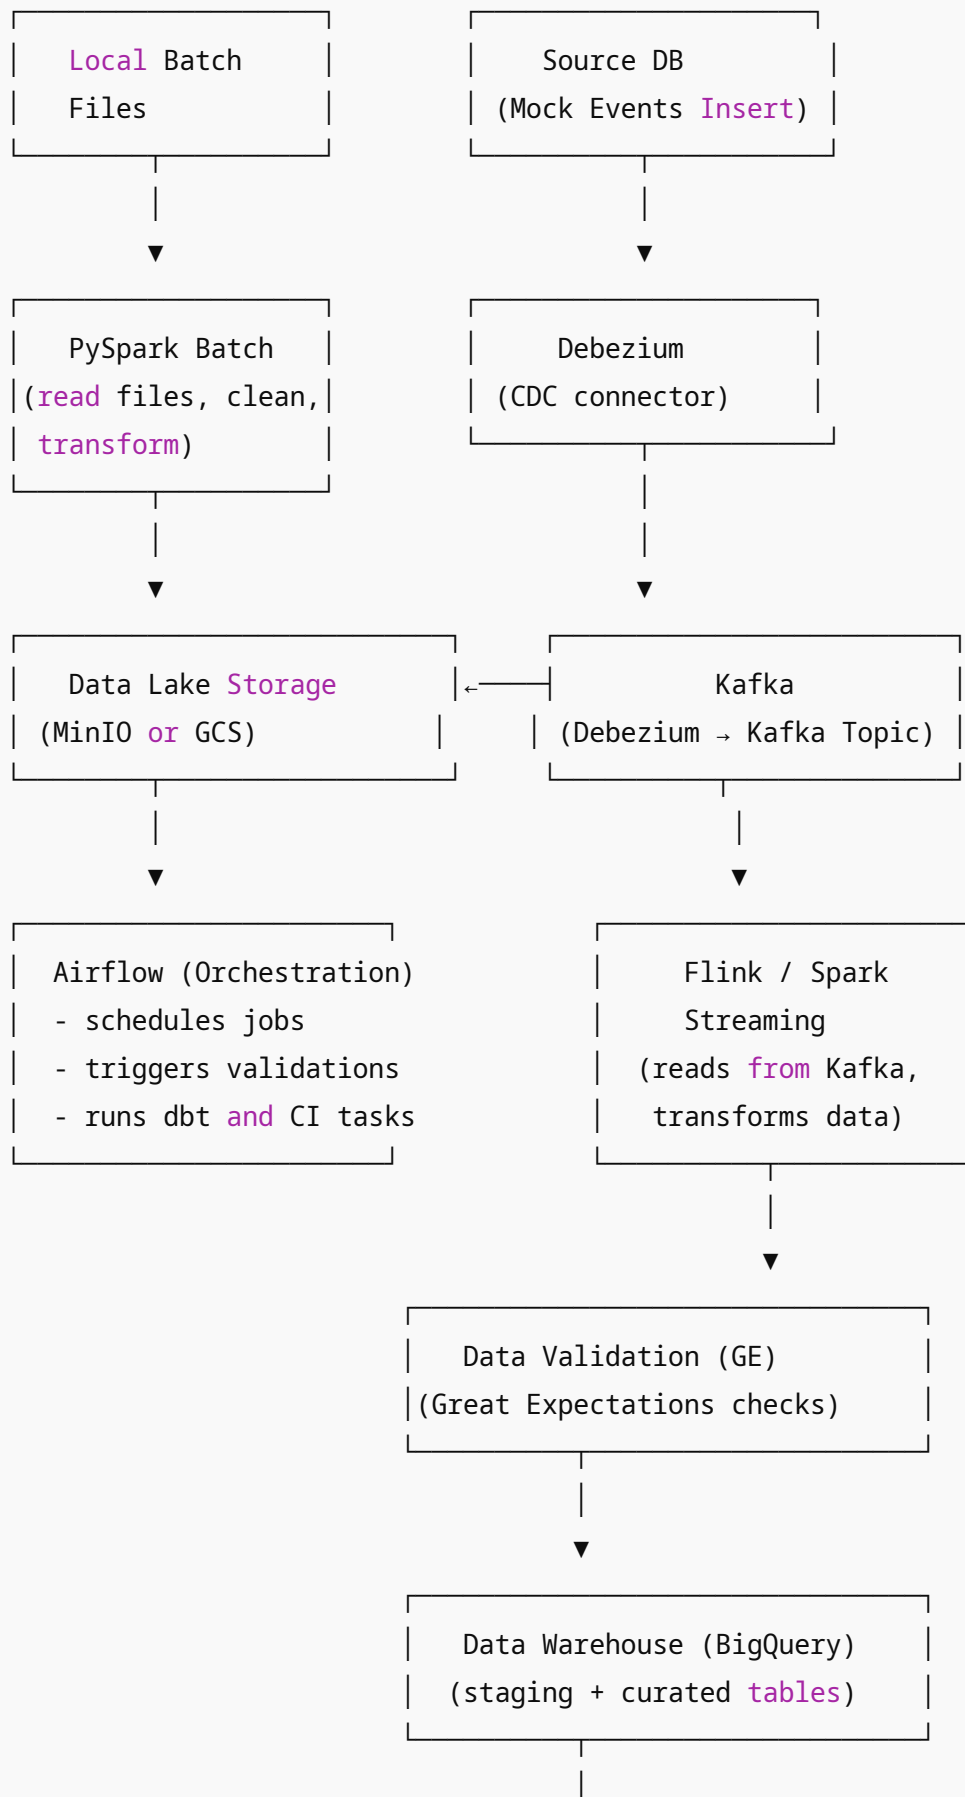 Local Batch
Files
Source DB
(Mock Events Insert)
PySpark Batch
(read files, clean,
transform)
Debezium
(CDC connector)
Data Lake Storage
(MinIO or GCS)
Kafka
(Debezium → Kafka Topic)
Airflow (Orchestration)
- schedules jobs
- triggers validations
- runs dbt and CI tasks
Flink / Spark
Streaming
(reads from Kafka,
transforms data)
Data Validation (GE)
(Great Expectations checks)
Data Warehouse (BigQuery)
(staging + curated tables)